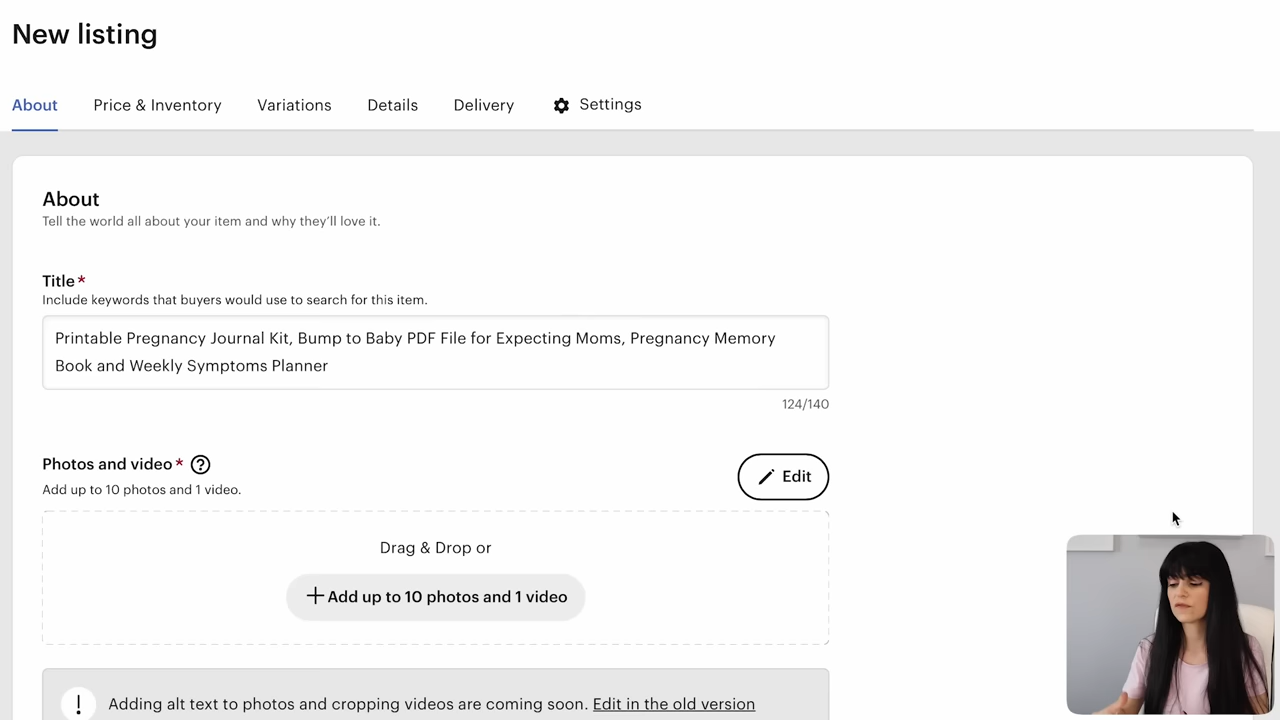 New listing
About
Price & Inventory
Variations
Details
Delivery
Settings
About
Tell the world all about your item and why they'll love it.
Title*
Include keywords that buyers would use to search for this item.
Printable Pregnancy Journal Kit, Bump to Baby PDF File for Expecting Moms, Pregnancy Memory
Book and Weekly Symptoms Planner
124/140
Photos and video* ?
Edit
Add up to 10 photos and 1 video.
Drag & Drop or
+ Add up to 10 photos and 1 video
! Adding alt text to photos and cropping videos are coming soon. Edit in the old version